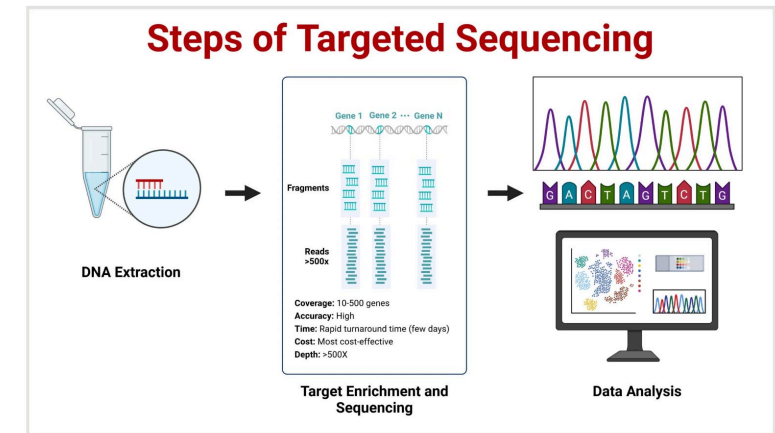 Steps of Targeted Sequencing
Gene 1 Gene 2 ··· Gene N
Fragments
Reads
>500x
Coverage: 10-500 genes
Accuracy: High
Time: Rapid turnaround time (few days)
Cost: Most cost-effective
Depth: >500X
G A C T A G T C T G
DNA Extraction
Target Enrichment and
Sequencing
Data Analysis